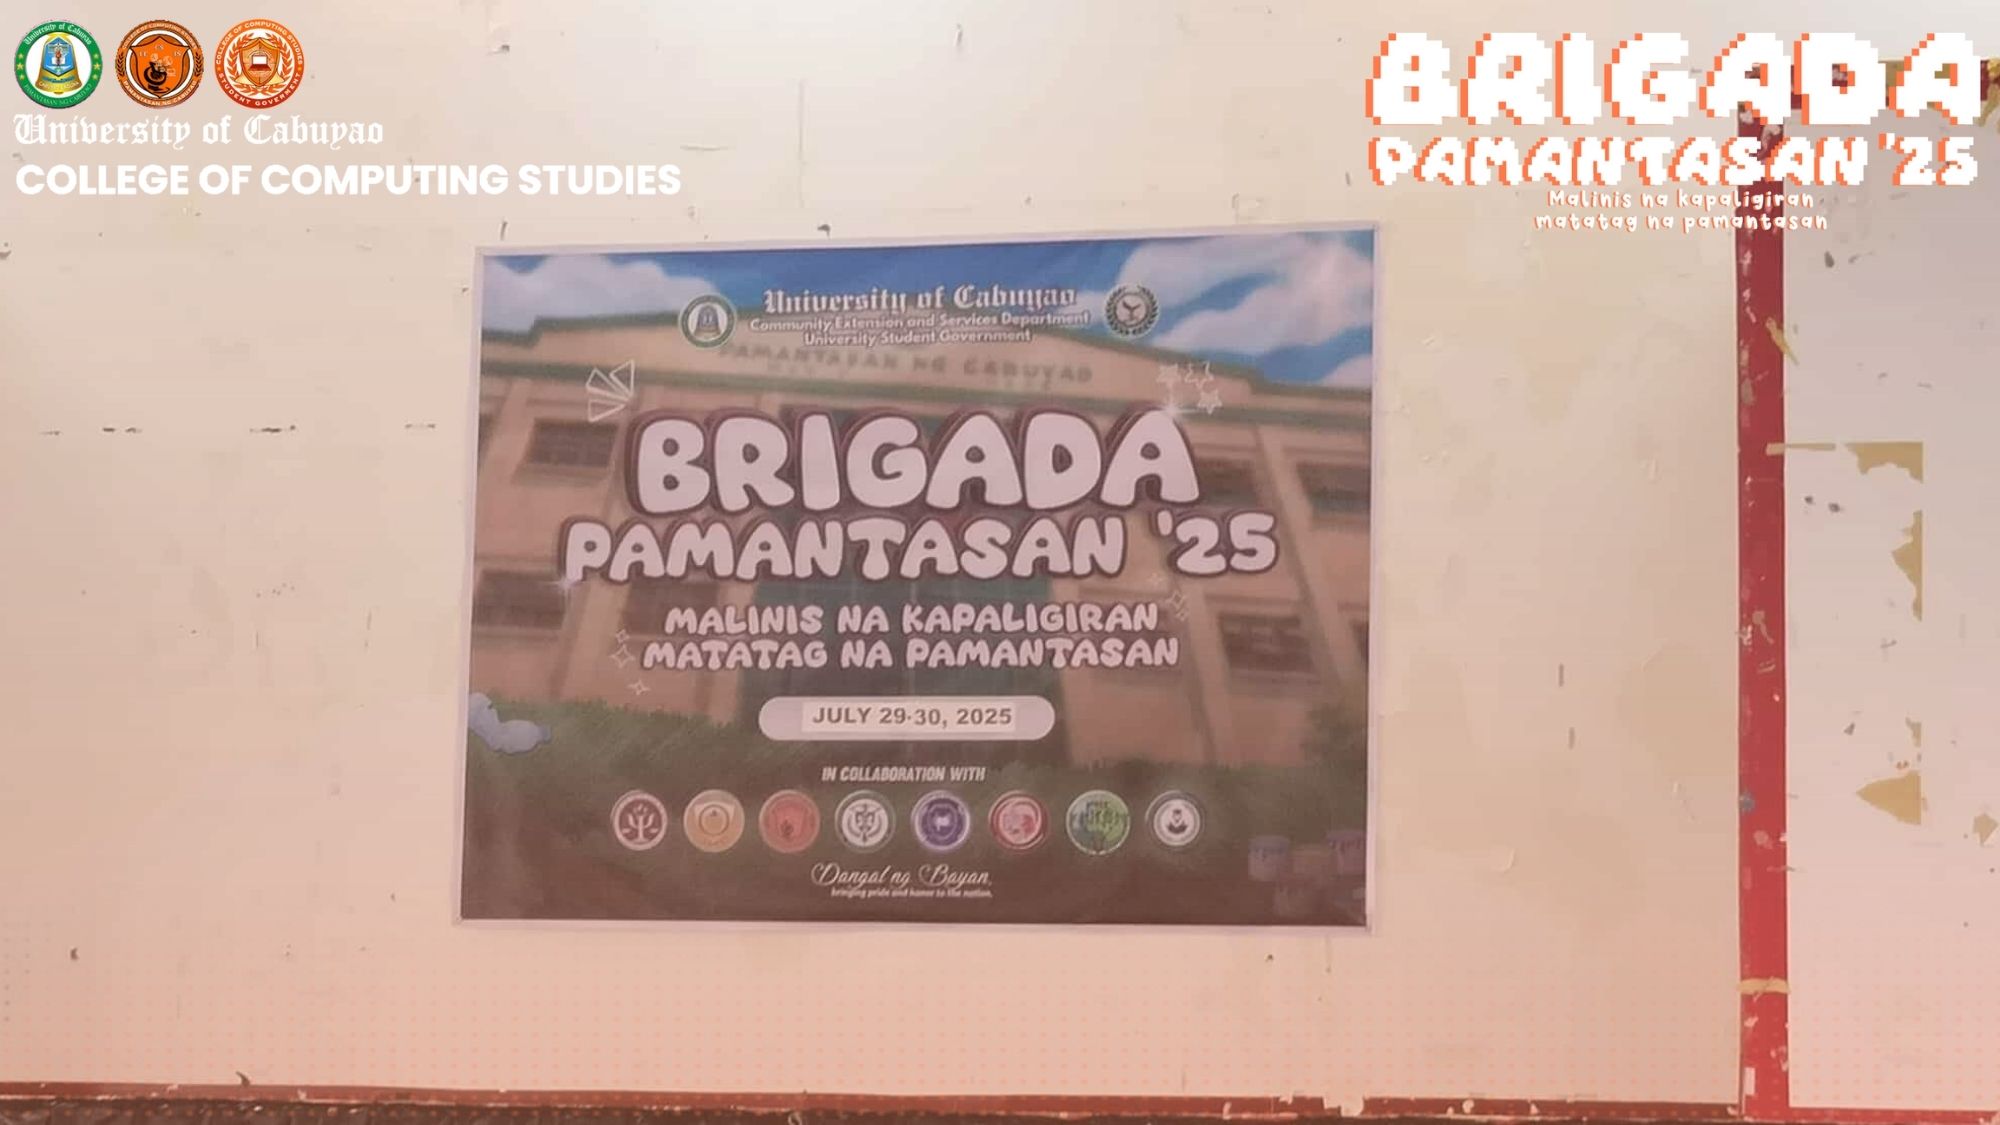 University of Cabuyao
COLLEGE OF COMPUTING STUDIES
BRIGADA
PAMANTASAN '25
Malinis na kapaligiran
matatag na pamantasan
University of Cabuyao
Community Extension and Services Department
University Student Government
PAMANTASAN NG CABUYAO
BRIGADA
PAMANTASAN '25
MALINIS NA KAPALIGIRAN
MATATAG NA PAMANTASAN
JULY 29-30, 2025
IN COLLABORATION WITH
Dangal ng Bayan,
bringing pride and honor to the nation.